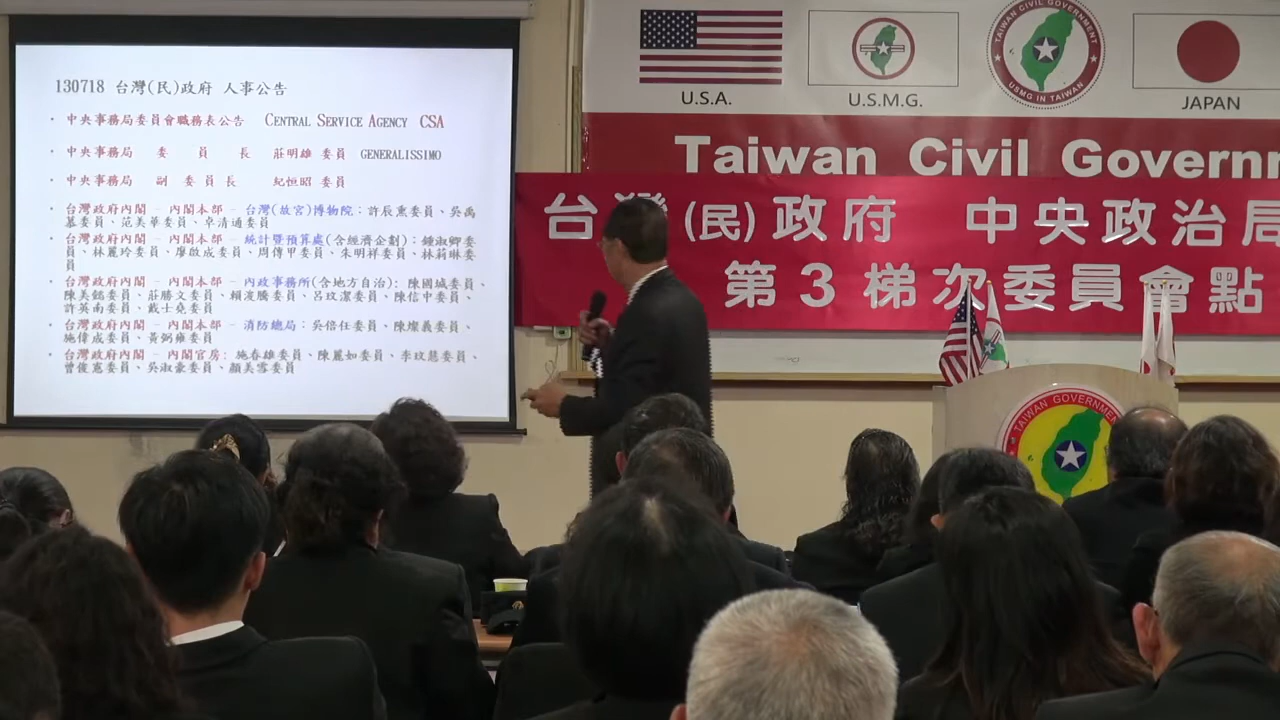 130718 台灣(民)政府 人事公告
• 中央事務局委員會職務表公告 CENTRAL SERVICE AGENCY CSA
• 中央事務局 委 員 長 莊明雄 委員 GENERALISSIMO
• 中央事務局 副 委 員 長 紀恒昭 委員
• 台灣政府內閣 - 內閣本部 - 台灣(故宮)博物院：許辰熏委員、吳禹
慕委員、范美華委員、卓清通委員
• 台灣政府內閣 - 內閣本部 - 統計暨預算處(含經濟企劃)：鍾淑卿委
員、林麗玲委員、廖啟成委員、周傳甲委員、朱明祥委員、林莉琳委
員
• 台灣政府內閣 - 內閣本部 - 內政事務所(含地方自治)：陳國城委員、
陳美錦委員、莊勝文委員、賴浚騰委員、呂玫潔委員、陳信中委員、
許英南委員、戴士堯委員
• 台灣政府內閣 - 內閣本部 - 消防總局：吳倍任委員、陳燦義委員、
施偉成委員、黃弼雍委員
• 台灣政府內閣 - 內閣官房：施春雄委員、陳麗如委員、李玟慧委員、
曾俊憲委員、吳淑豪委員、顏美雪委員
U.S.A.
U.S.M.G.
TAIWAN CIVIL GOVERNMENT
USMG IN TAIWAN
JAPAN
Taiwan Civil Governm
台灣(民)政府 中央政治局
第3梯次委員會點
TAIWAN GOVERNMENT